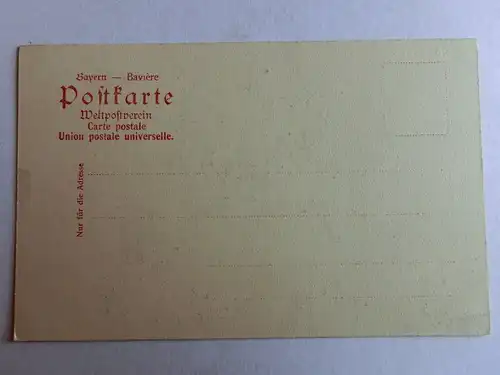 Bayern — Bavière
Poſtkarte
Weltpoſtverein
Carte postale
Union postale universelle.
Nur für die Adresse